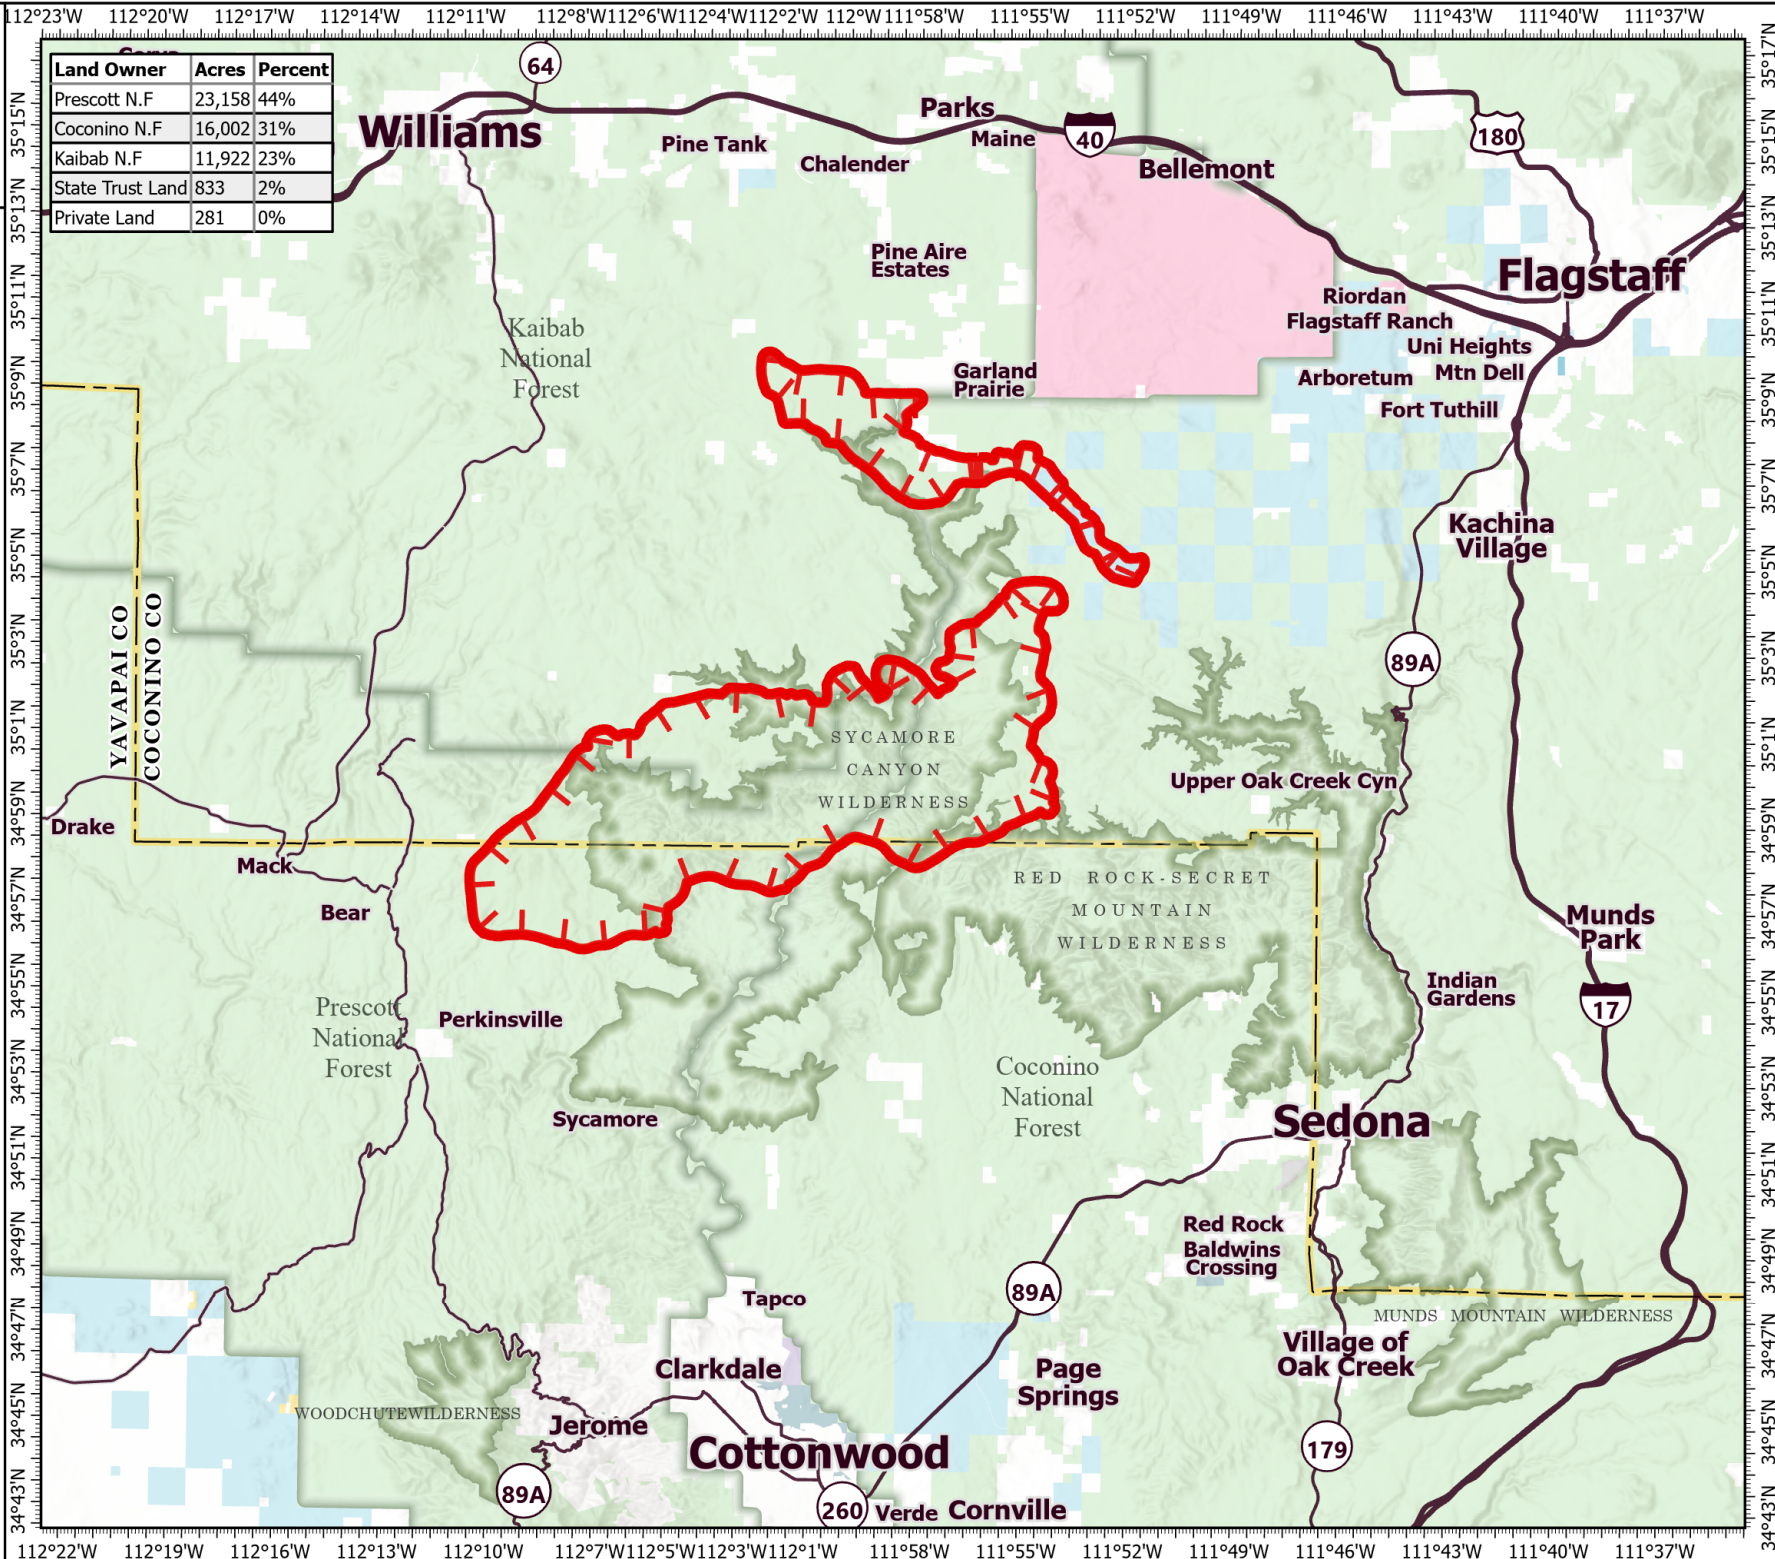 112°23'W 112°20'W 112°17'W 112°14'W 112°11'W 112°8'W 112°6'W 112°4'W 112°2'W 112°0'W 111°58'W 111°55'W 111°52'W 111°49'W 111°46'W 111°43'W 111°40'W 111°37'W
Land Owner Acres Percent
Prescott N.F 23,158 44%
Coconino N.F 16,002 31%
Kaibab N.F 11,922 23%
State Trust Land 833 2%
Private Land 281 0%
64
Williams
Parks
Pine Tank
Maine
40
Chalender
Bellemont
180
Pine Aire
Estates
Flagstaff
Riordan
Flagstaff Ranch
Kaibab
National
Forest
Uni Heights
Garland
Prairie
Arboretum
Mtn Dell
Fort Tuthill
Kachina
Village
YAVAPAI CO
COCONINO CO
89A
SYCAMORE
CANYON
WILDERNESS
Upper Oak Creek Cyn
Drake
Mack
RED ROCK-SECRET
MOUNTAIN
WILDERNESS
Bear
Munds
Park
Indian
Gardens
17
Prescott
National
Forest
Perkinsville
Coconino
National
Forest
Sycamore
Sedona
Red Rock
Baldwins
Crossing
89A
Tapco
MUNDS MOUNTAIN WILDERNESS
Village of
Oak Creek
Clarkdale
Page
Springs
WOODCHUTEWILDERNESS
Jerome
Cottonwood
179
89A
260
Verde
Cornville
35°15'N
35°13'N
35°11'N
35°9'N
35°7'N
35°5'N
35°3'N
35°1'N
34°59'N
34°57'N
34°55'N
34°53'N
34°51'N
34°49'N
34°47'N
34°45'N
34°43'N
35°17'N
35°15'N
35°13'N
35°11'N
35°9'N
35°7'N
35°5'N
35°3'N
35°1'N
34°59'N
34°57'N
34°55'N
34°53'N
34°51'N
34°49'N
34°47'N
34°45'N
34°43'N
112°22'W 112°19'W 112°16'W 112°13'W 112°10'W 112°7'W 112°5'W 112°3'W 112°1'W 111°58'W 111°55'W 111°52'W 111°49'W 111°46'W 111°43'W 111°40'W 111°38'W